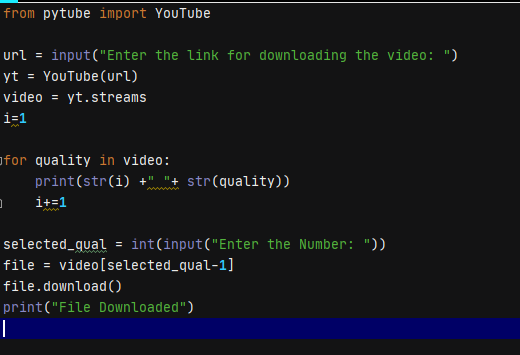 from pytube import YouTube
url = input("Enter the link for downloading the video: ")
yt = YouTube(url)
video = yt.streams
i=1
for quality in video:
print(str(i) +" "+ str(quality))
i+=1
selected_qual = int(input("Enter the Number: "))
file = video[selected_qual-1]
file.download()
print("File Downloaded")